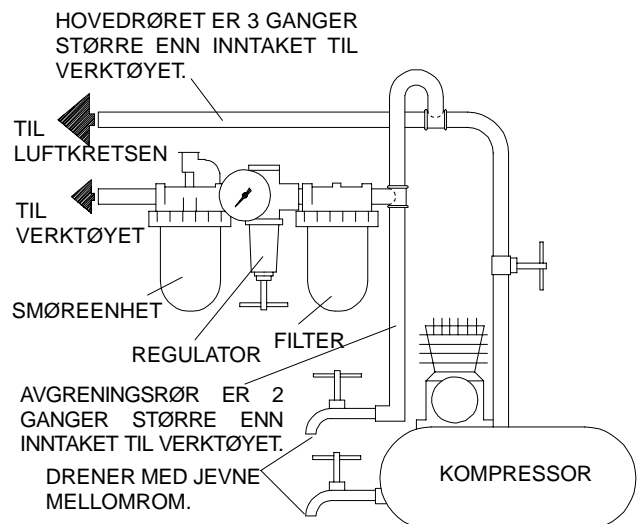 HOVEDRØRET ER 3 GANGER
STØRRE ENN INNTAKET TIL
VERKTØYET.
TIL
LUFTKRETSEN
TIL
VERKTØYET
SMØREENHET
REGULATOR
FILTER
AVGRENINGSRØR ER 2
GANGER STØRRE ENN
INNTAKET TIL VERKTØYET.
DRENER MED JEVNE
MELLOMROM.
KOMPRESSOR